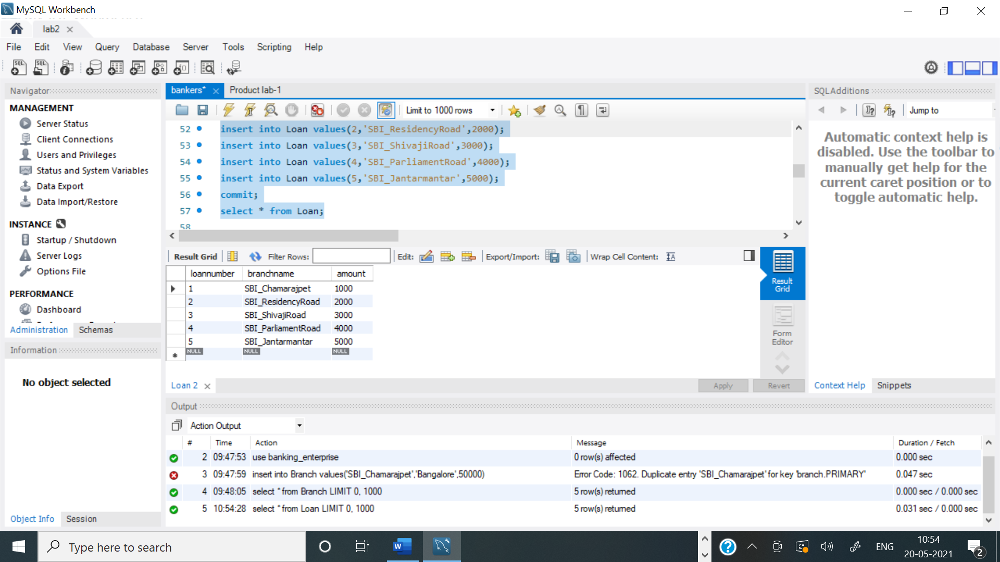 MySQL Workbench
lab2
File Edit View Query Database Server Tools Scripting Help
Navigator
MANAGEMENT
Server Status
Client Connections
Users and Privileges
Status and System Variables
Data Export
Data Import/Restore
INSTANCE
Startup / Shutdown
Server Logs
Options File
PERFORMANCE
Dashboard
Administration Schemas
Information
No object selected
Object Info Session
bankers* Product lab-1
Limit to 1000 rows
52 insert into Loan values(2,'SBI_ResidencyRoad',2000);
53 insert into Loan values(3,'SBI_ShivajiRoad',3000);
54 insert into Loan values(4,'SBI_ParliamentRoad',4000);
55 insert into Loan values(5,'SBI_Jantarmantar',5000);
56 commit;
57 select * from Loan;
58
Result Grid Filter Rows: Edit: Export/Import: Wrap Cell Content:
loannumber branchname amount
1 SBI_Chamarajpet 1000
2 SBI_ResidencyRoad 2000
3 SBI_ShivajiRoad 3000
4 SBI_ParliamentRoad 4000
5 SBI_Jantarmantar 5000
NULL NULL NULL
Result
Grid
Form
Editor
Loan 2
Apply Revert
SQLAdditions
Jump to
Automatic context help is
disabled. Use the toolbar to
manually get help for the
current caret position or to
toggle automatic help.
Context Help Snippets
Output
Action Output
# Time Action Message Duration / Fetch
2 09:47:53 use banking_enterprise 0 row(s) affected 0.000 sec
3 09:47:59 insert into Branch values('SBI_Chamarajpet','Bangalore',50000) Error Code: 1062. Duplicate entry 'SBI_Chamarajpet' for key 'branch.PRIMARY' 0.047 sec
4 09:48:05 select * from Branch LIMIT 0, 1000 5 row(s) returned 0.000 sec / 0.000 sec
5 10:54:28 select * from Loan LIMIT 0, 1000 5 row(s) returned 0.031 sec / 0.000 sec
Type here to search
ENG
10:54
20-05-2021
2